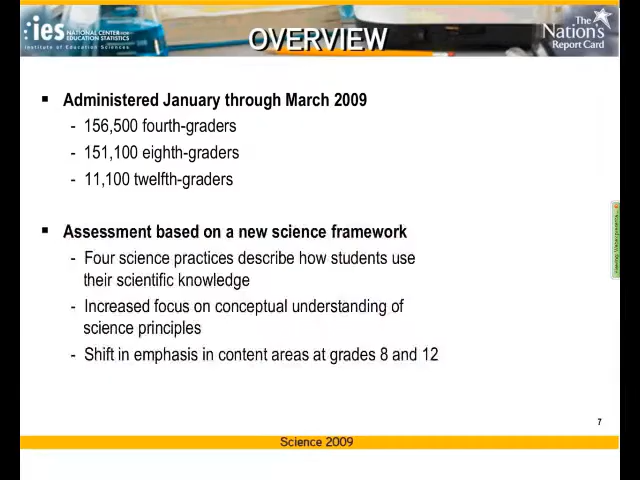 ies NATIONAL CENTER FOR
EDUCATION STATISTICS
Institute of Education Sciences
OVERVIEW
The
Nation's
Report Card
▪ Administered January through March 2009
- 156,500 fourth-graders
- 151,100 eighth-graders
- 11,100 twelfth-graders
▪ Assessment based on a new science framework
- Four science practices describe how students use
their scientific knowledge
- Increased focus on conceptual understanding of
science principles
- Shift in emphasis in content areas at grades 8 and 12
7
Science 2009